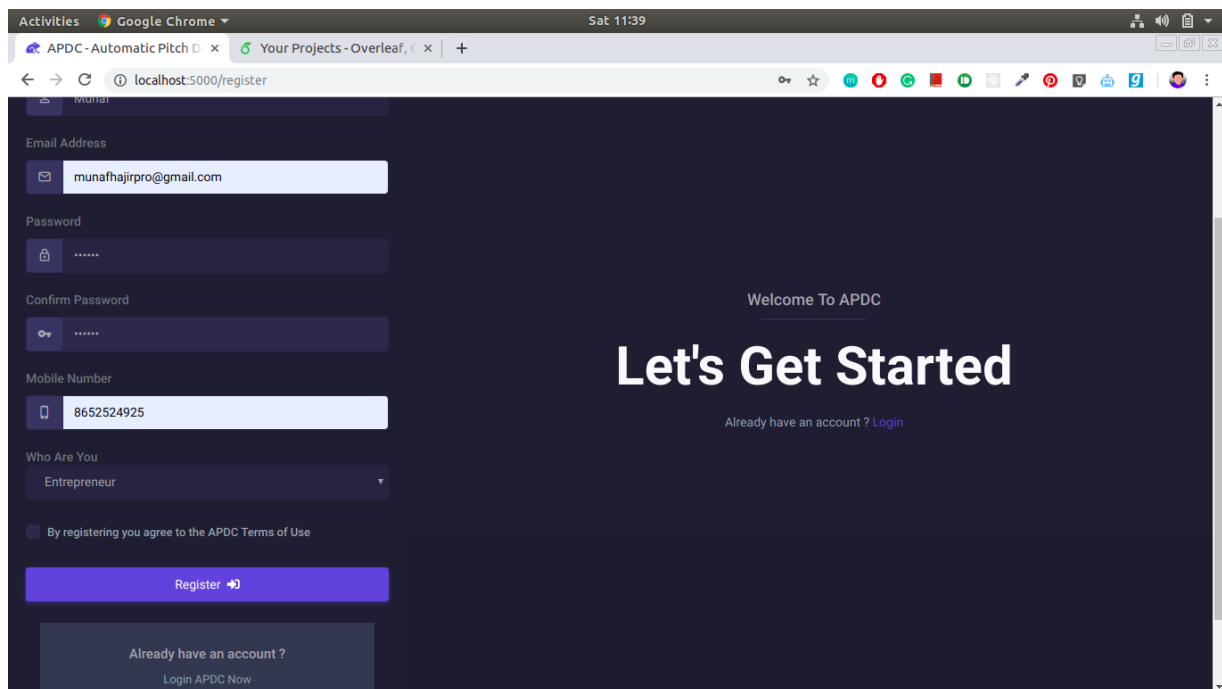 Activities Google Chrome ▾ Sat 11:39
APDC - Automatic Pitch D × Your Projects - Overleaf, × +
localhost:5000/register
Munaf
Email Address
munafhajirpro@gmail.com
Password
••••••
Confirm Password
••••••
Mobile Number
8652524925
Who Are You
Entrepreneur
By registering you agree to the APDC Terms of Use
Register
Already have an account ?
Login APDC Now
Welcome To APDC
Let's Get Started
Already have an account ? Login